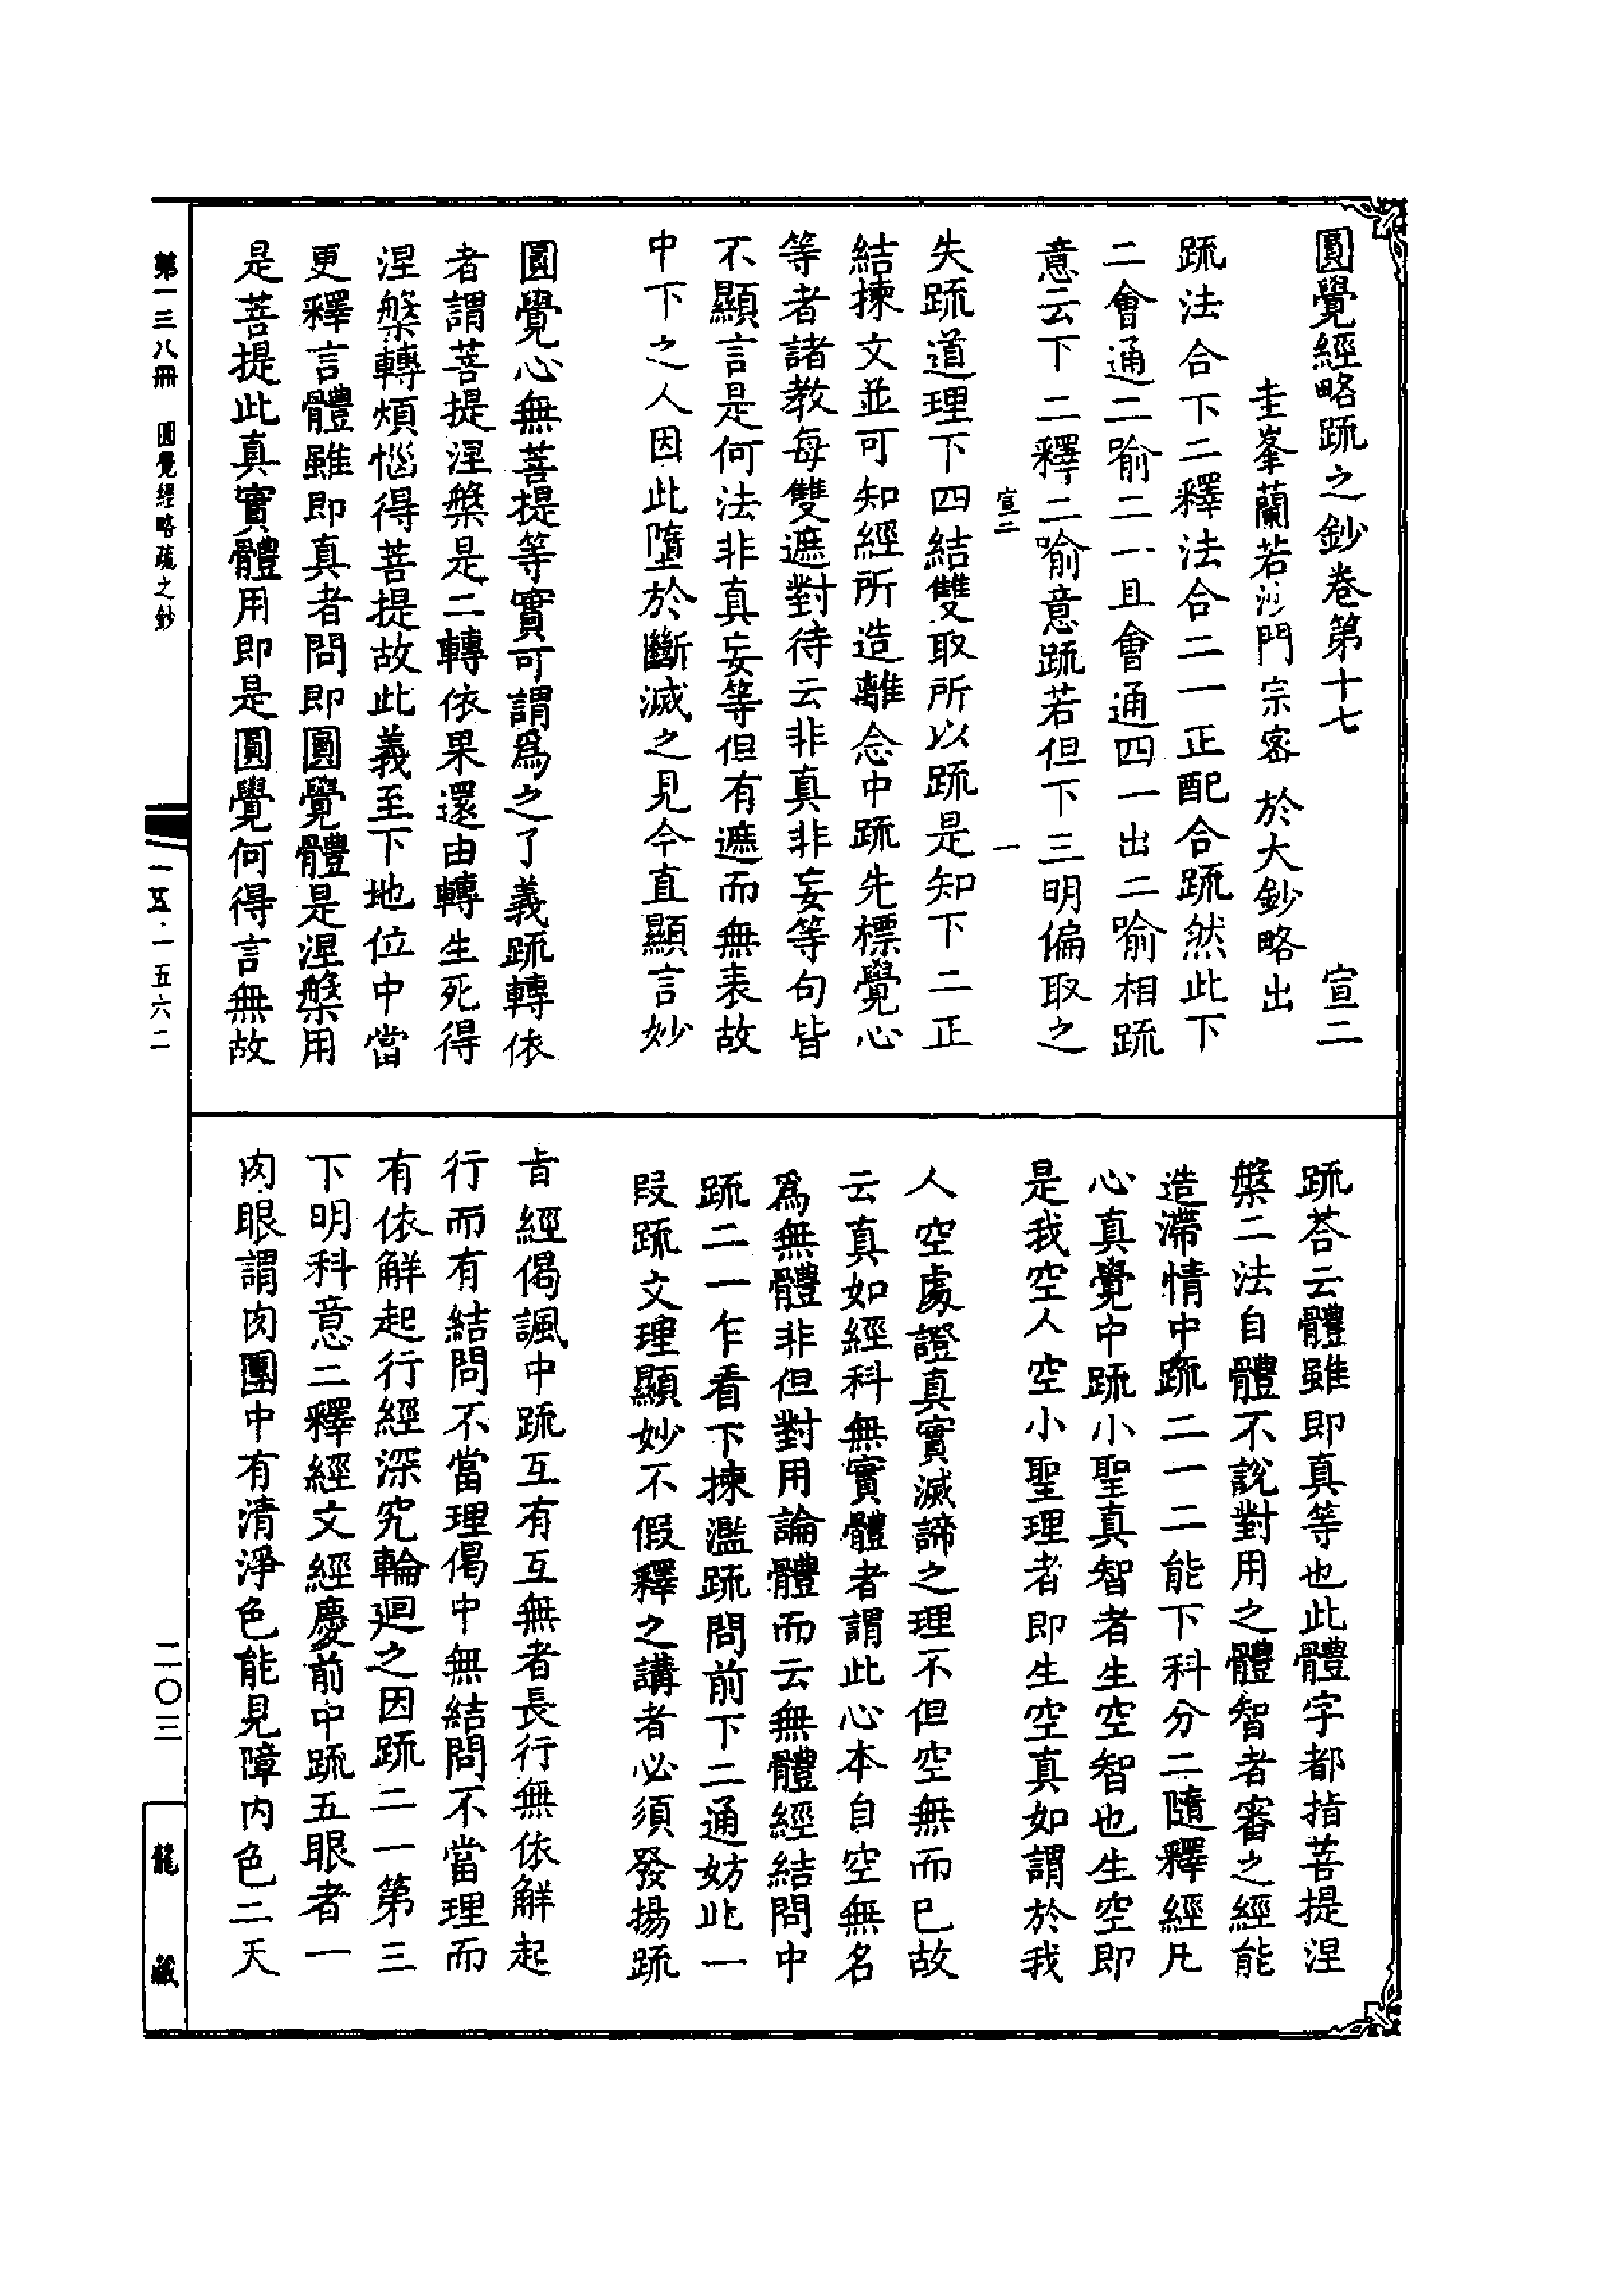 圓覺經略疏之鈔卷第十七　宣二
圭峯蘭若沙門宗密　於大鈔略出
疏法合下二釋法合二一正配合疏然此下
二會通二喻二一且會通四一出二喻相疏
意云下二釋二喻意疏若但下三明偏取之
宣二　一
失疏道理下四結雙取所以疏是知下二正
結揀文並可知經所造離念中疏先標覺心
等者諸教每雙遮對待云非真非妄等句皆
不顯言是何法非真妄等但有遮而無表故
中下之人因此墮於斷滅之見今直顯言妙
圓覺心無菩提等實可謂爲之了義疏轉依
者謂菩提涅槃是二轉依果還由轉生死得
涅槃轉煩惱得菩提故此義至下地位中當
更釋言體雖即真者問即圓覺體是涅槃用
是菩提此真實體用即是圓覺何得言無故
疏荅云體雖即真等也此體字都指菩提涅
槃二法自體不說對用之體智者審之經能
造滯情中疏二一二能下科分二隨釋經凡
心真覺中疏小聖真智者生空智也生空即
是我空人空小聖理者即生空真如謂於我
人空處證真實滅諦之理不但空無而已故
云真如經科無實體者謂此心本自空無名
爲無體非但對用論體而云無體經結問中
疏二一乍看下揀濫疏問前下二通妨此一
段疏文理顯妙不假釋之講者必須發揚疏
旨經偈諷中疏互有互無者長行無依解起
行而有結問不當理偈中無結問不當理而
有依解起行經深究輪迴之因疏二一第三
下明科意二釋經文經慶前中疏五眼者一
肉眼謂肉團中有清淨色能見障内色二天
第一三八冊　圓覺經略疏之鈔
一五·一五六二
二〇三
龍藏